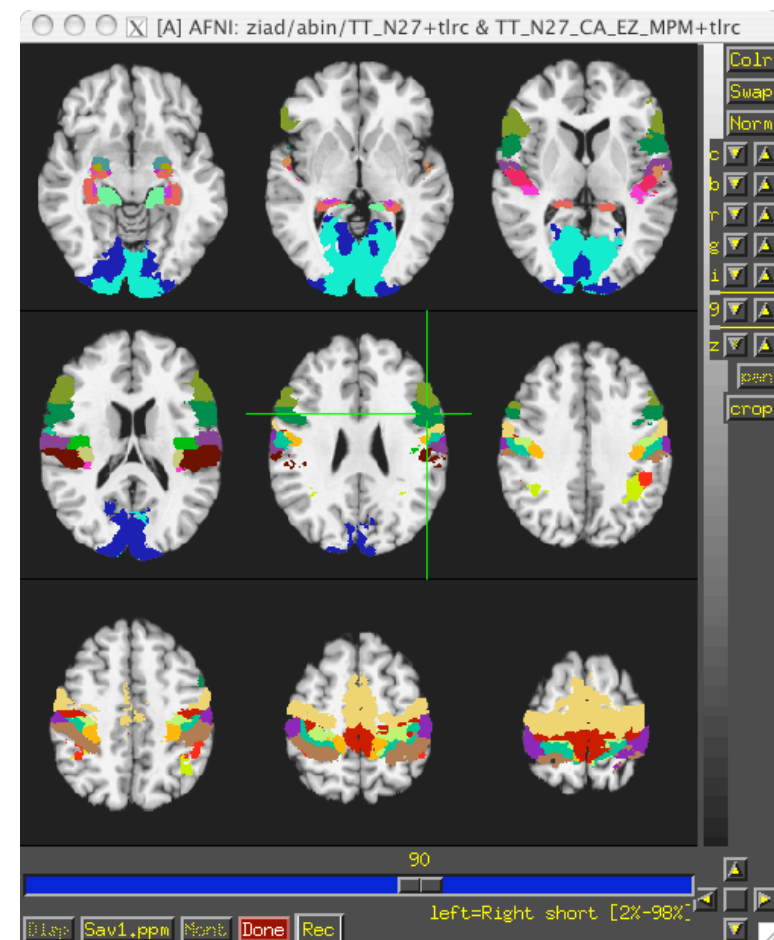 X [A] AFNI: ziad/abin/TT_N27+tlrc & TT_N27_CA_EZ_MPM+tlrc
Colr
Swap
Norm
c
b
r
g
i
9
z
pan
crop
90
left=Right short [2%-98%]
Disp Sav1.ppm Mont Done Rec